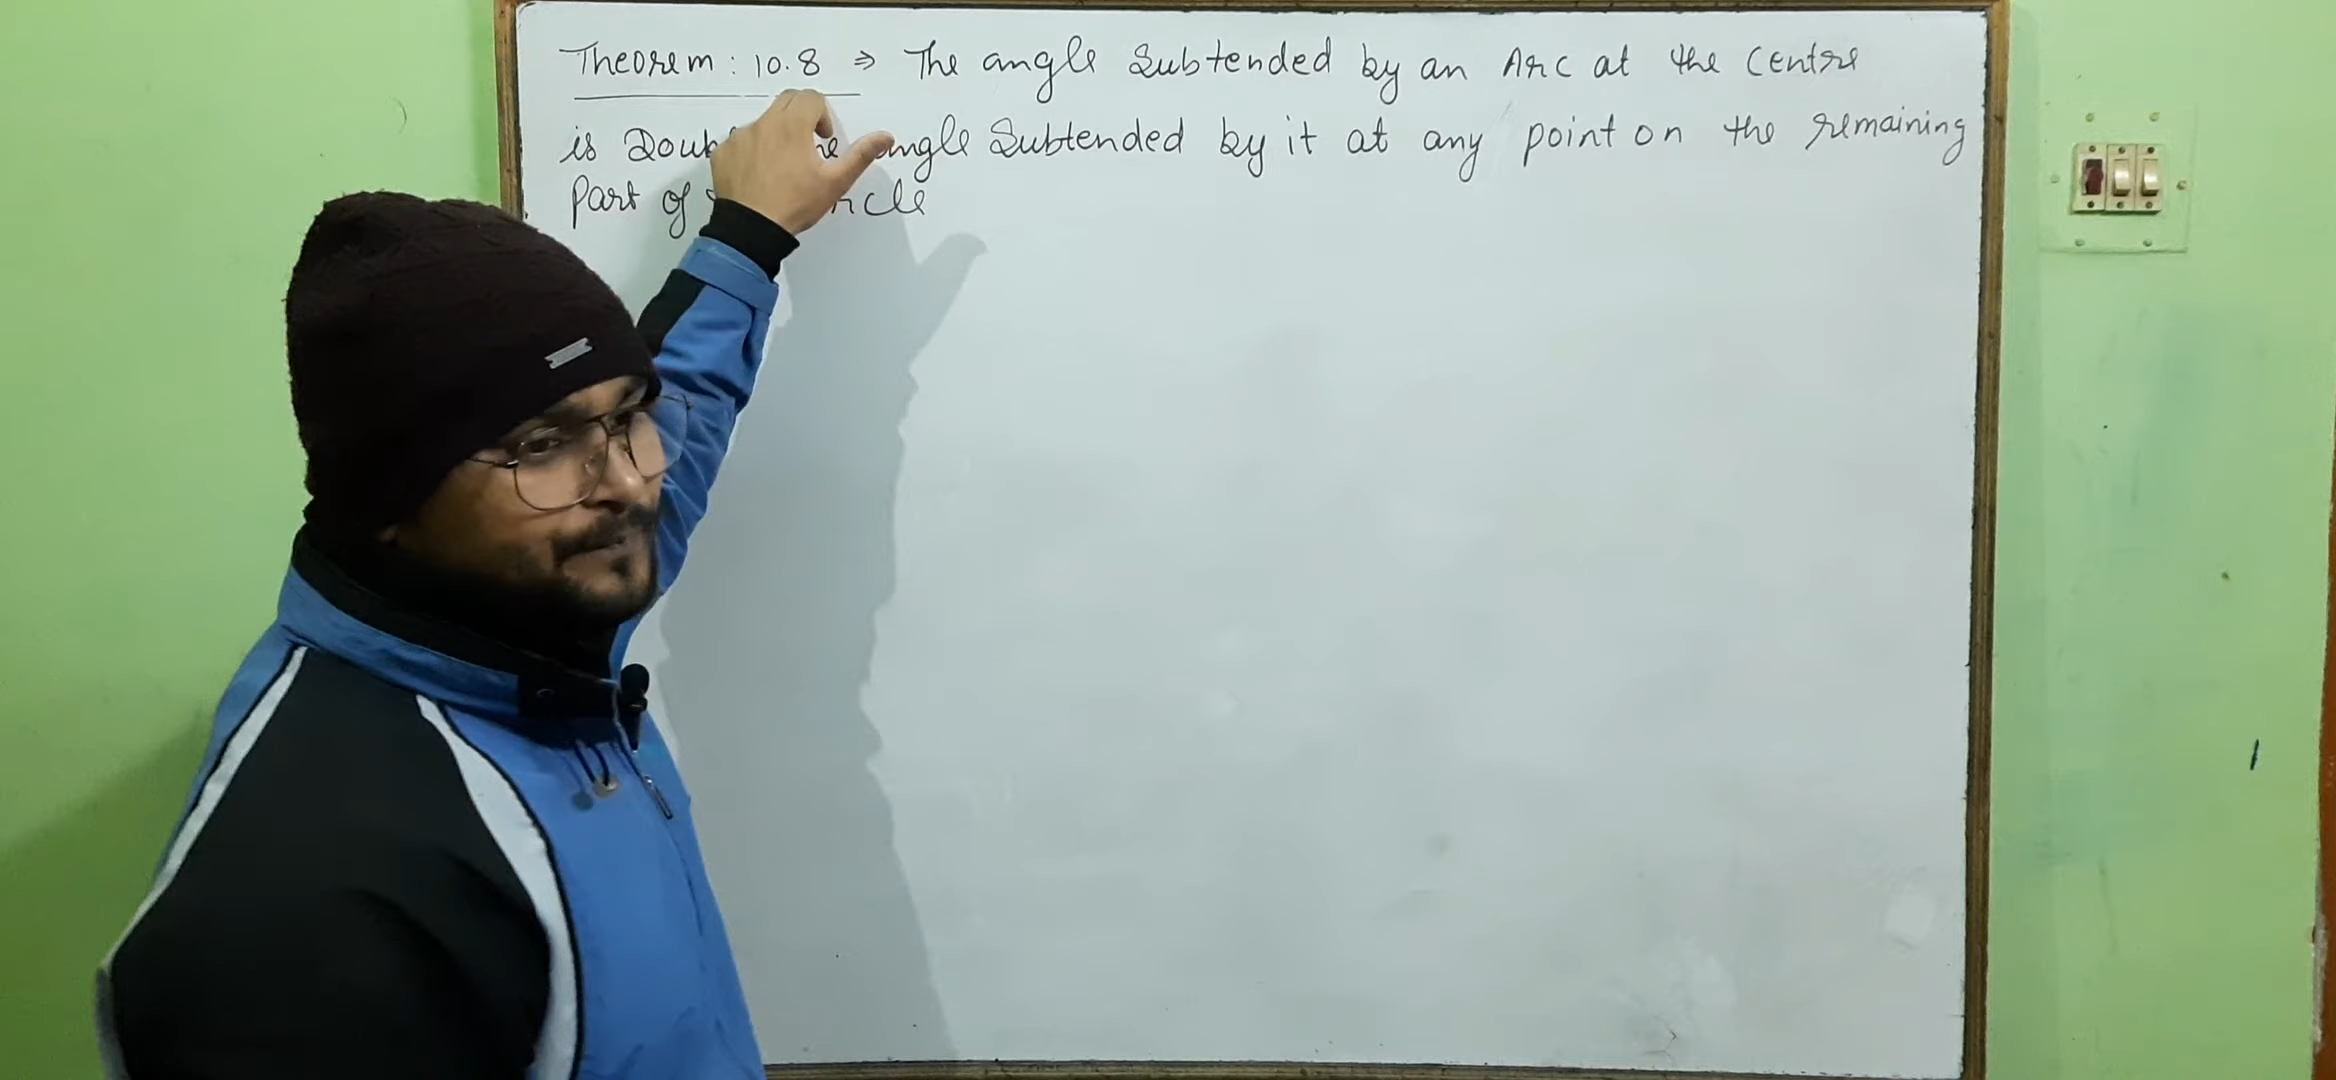 Theorem : 10.8 ⇒ The angle Subtended by an Arc at the Centre
is angle Subtended by it at any point on the remaining
Part of